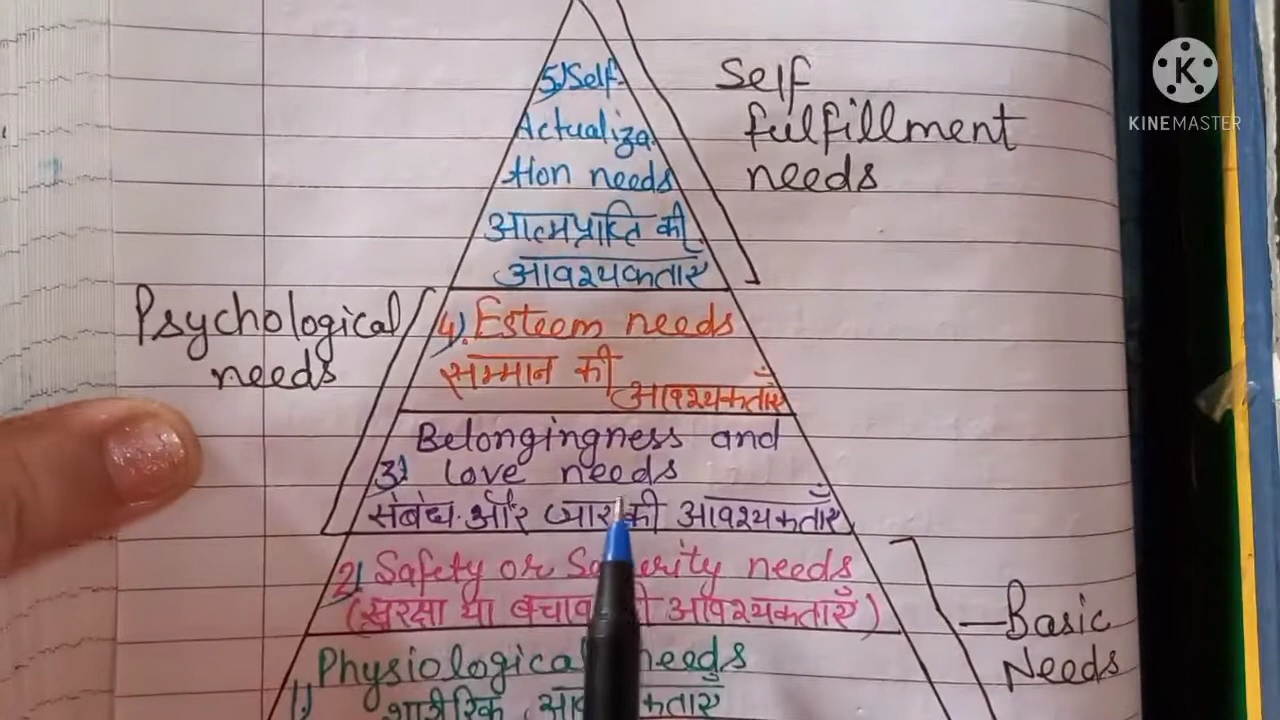 5) Self-
Actualiza
tion needs
आत्मप्राप्ति की
आवश्यकताएँ
Self
fulfillment
needs
Psychological
needs
4) Esteem needs
सम्मान की
आवश्यकताएँ
Belongingness and
3) love needs
संबंध और प्यार की आवश्यकताएँ
2) Safety or Security needs
(सुरक्षा या बचाव की आवश्यकताएँ)
Basic
Needs
Physiological needs
1) शारीरिक आवश्यकताएँ
K
KINEMASTER